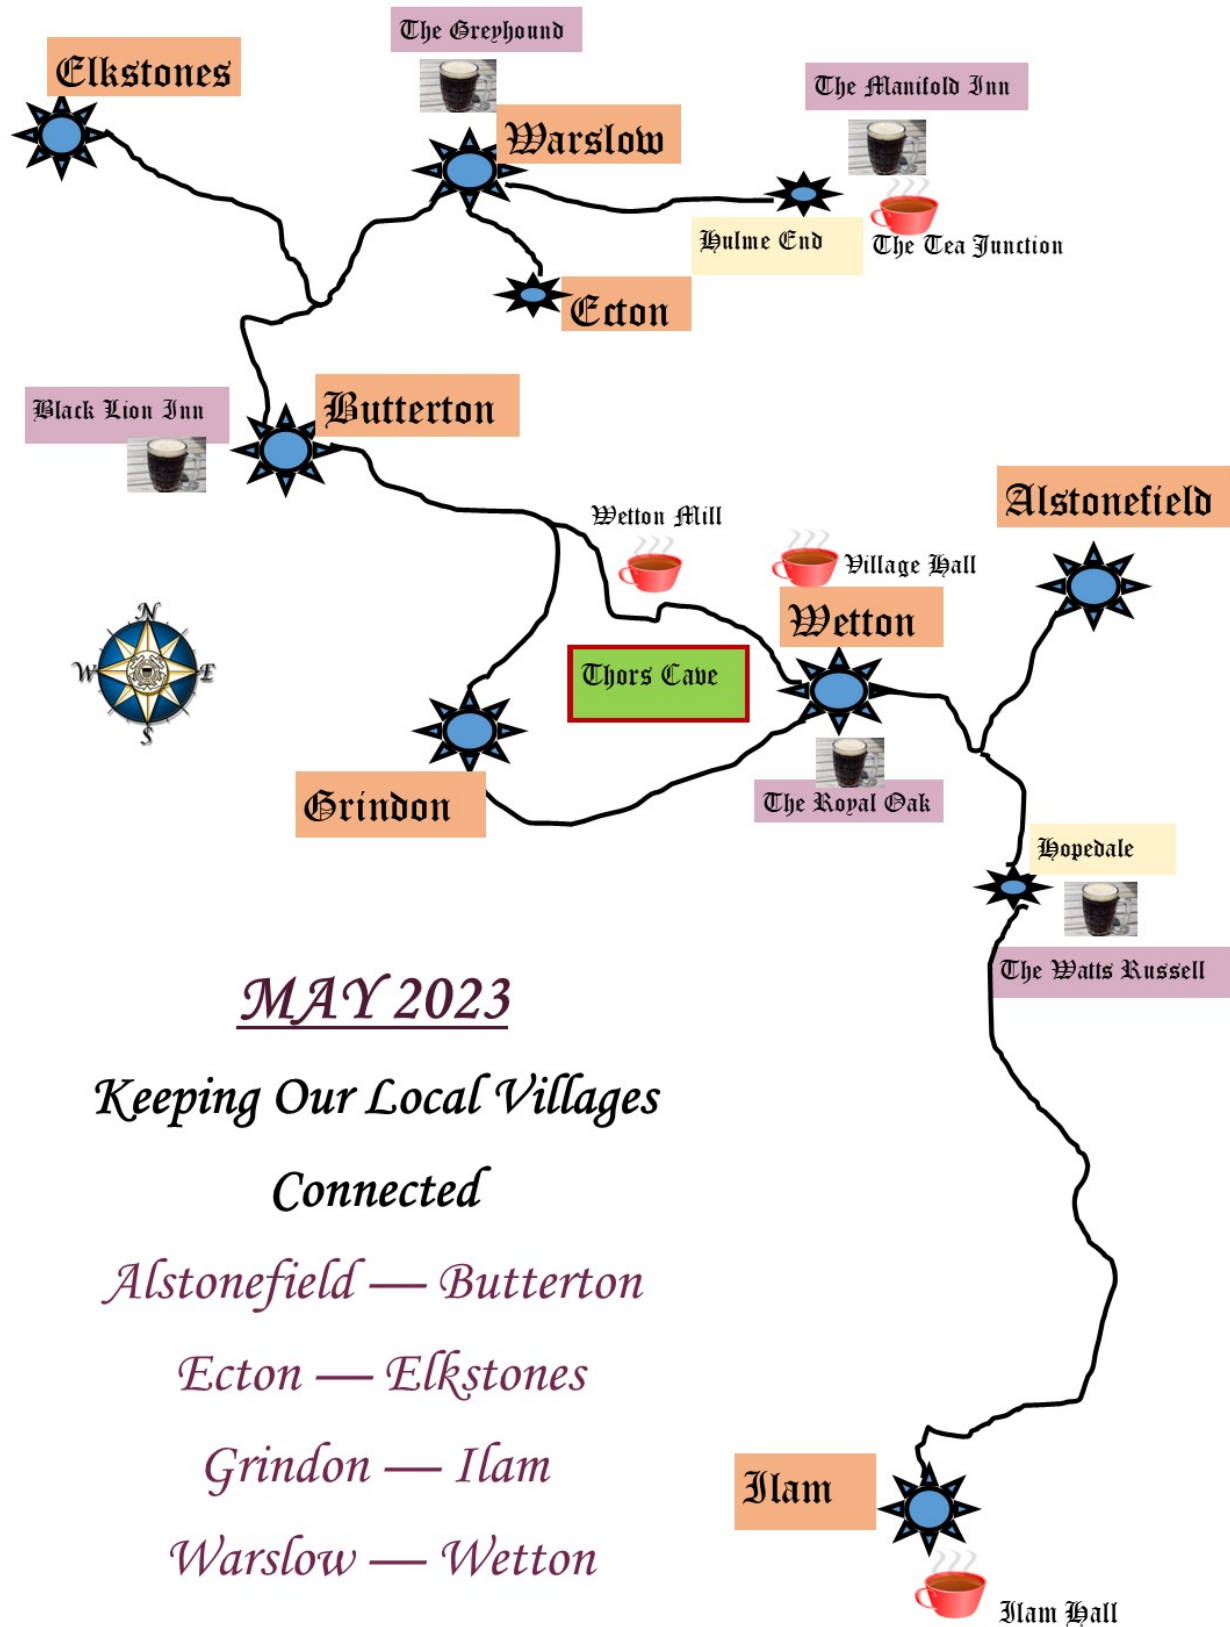 The Greyhound
Elkstones
The Manifold Inn
Warslow
Hulme End
The Tea Junction
Ecton
Black Lion Inn
Butterton
Alstonefield
Wetton Mill
Village Hall
Wetton
N
W E
S
Thors Cave
Grindon
The Royal Oak
Hopedale
The Watts Russell
MAY 2023
Keeping Our Local Villages
Connected
Alstonefield — Butterton
Ecton — Elkstones
Grindon — Ilam
Warslow — Wetton
Ilam
Ilam Hall